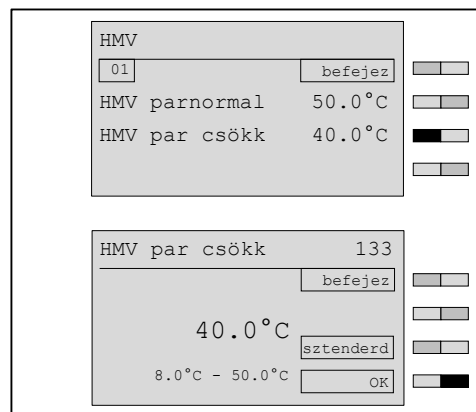 HMV
01 befejez
HMV parnormal 50.0°C
HMV par csökk 40.0°C
HMV par csökk 133
befejez
40.0°C
sztenderd
8.0°C - 50.0°C OK